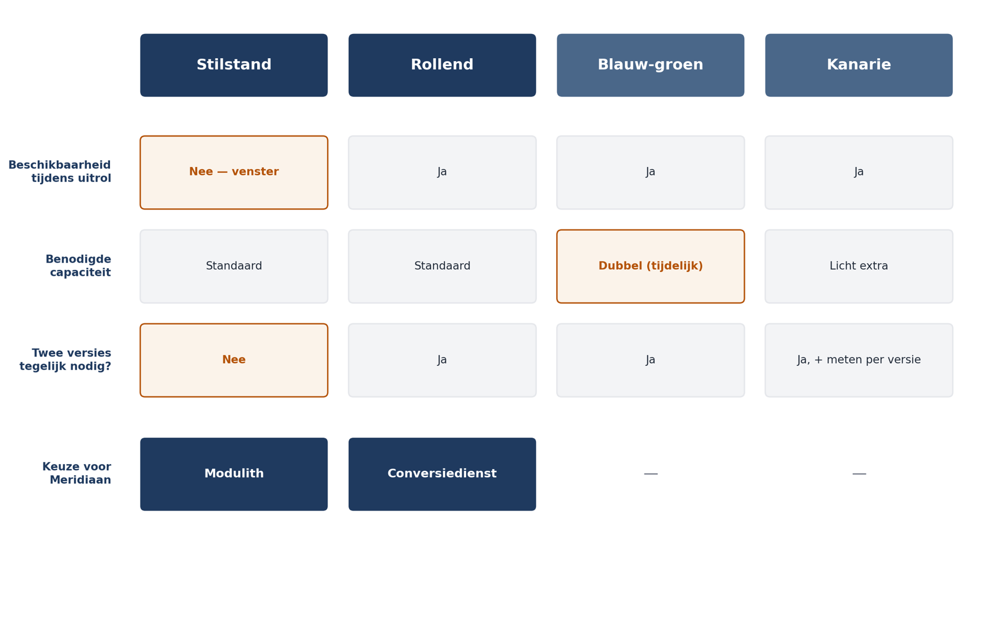 Stilstand
Rollend
Blauw-groen
Kanarie
Beschikbaarheid
tijdens uitrol
Nee — venster
Ja
Ja
Ja
Benodigde
capaciteit
Standaard
Standaard
Dubbel (tijdelijk)
Licht extra
Twee versies
tegelijk nodig?
Nee
Ja
Ja
Ja, + meten per versie
Keuze voor
Meridiaan
Modulith
Conversiedienst
—
—